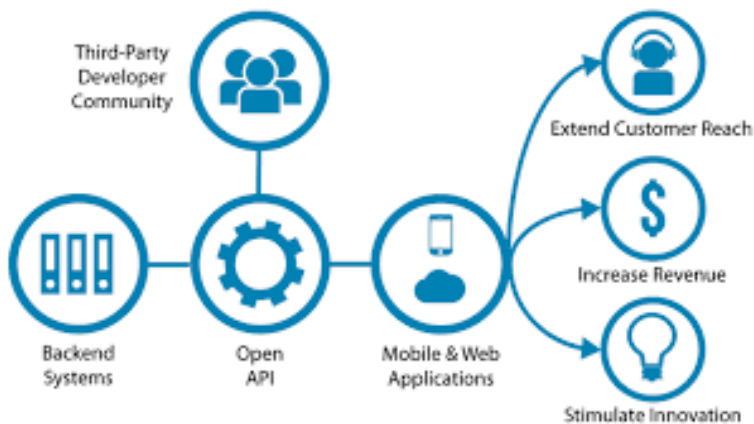 Third-Party
Developer
Community
Extend Customer Reach
$
Increase Revenue
Backend
Systems
Open
API
Mobile & Web
Applications
Stimulate Innovation